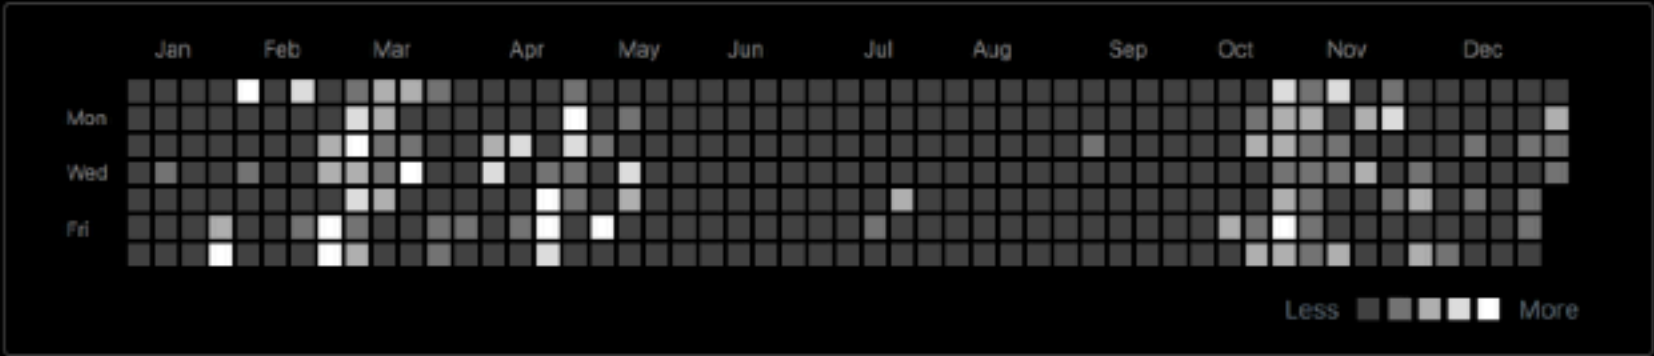 Jan Feb Mar Apr May Jun Jul Aug Sep Oct Nov Dec
Mon
Wed
Fri
Less More